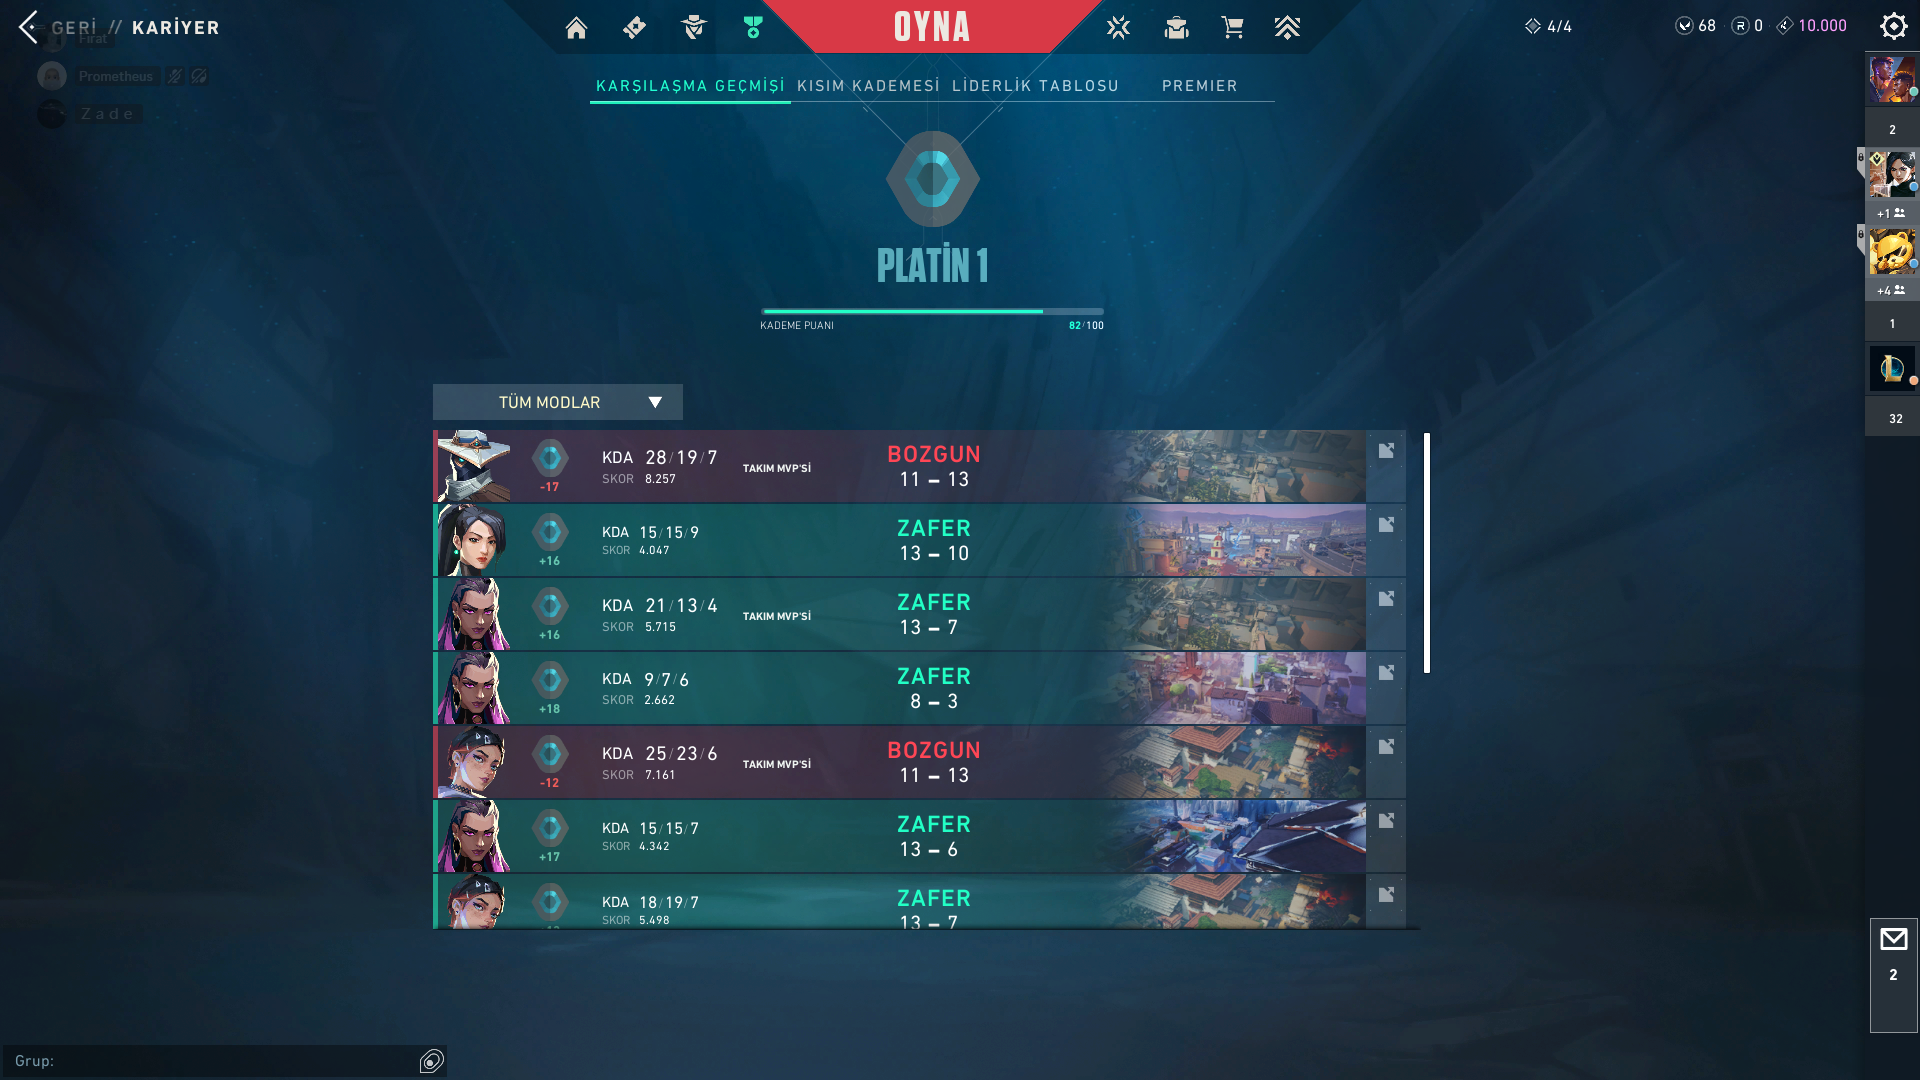 GERİ // KARİYER
Fırat
Prometheus
Zade
OYNA
4/4
68
0
10.000
KARŞILAŞMA GEÇMİŞİ
KISIM KADEMESİ
LİDERLİK TABLOSU
PREMIER
PLATİN 1
KADEME PUANI
82/100
TÜM MODLAR
-17
KDA 28/19/7
SKOR 8.257
TAKIM MVP'Sİ
BOZGUN
11 – 13
+16
KDA 15/15/9
SKOR 4.047
ZAFER
13 – 10
+16
KDA 21/13/4
SKOR 5.715
TAKIM MVP'Sİ
ZAFER
13 – 7
+18
KDA 9/7/6
SKOR 2.662
ZAFER
8 – 3
-12
KDA 25/23/6
SKOR 7.161
TAKIM MVP'Sİ
BOZGUN
11 – 13
+17
KDA 15/15/7
SKOR 4.342
ZAFER
13 – 6
KDA 18/19/7
SKOR 5.498
ZAFER
13 – 7
2
+1
+4
1
32
2
Grup: